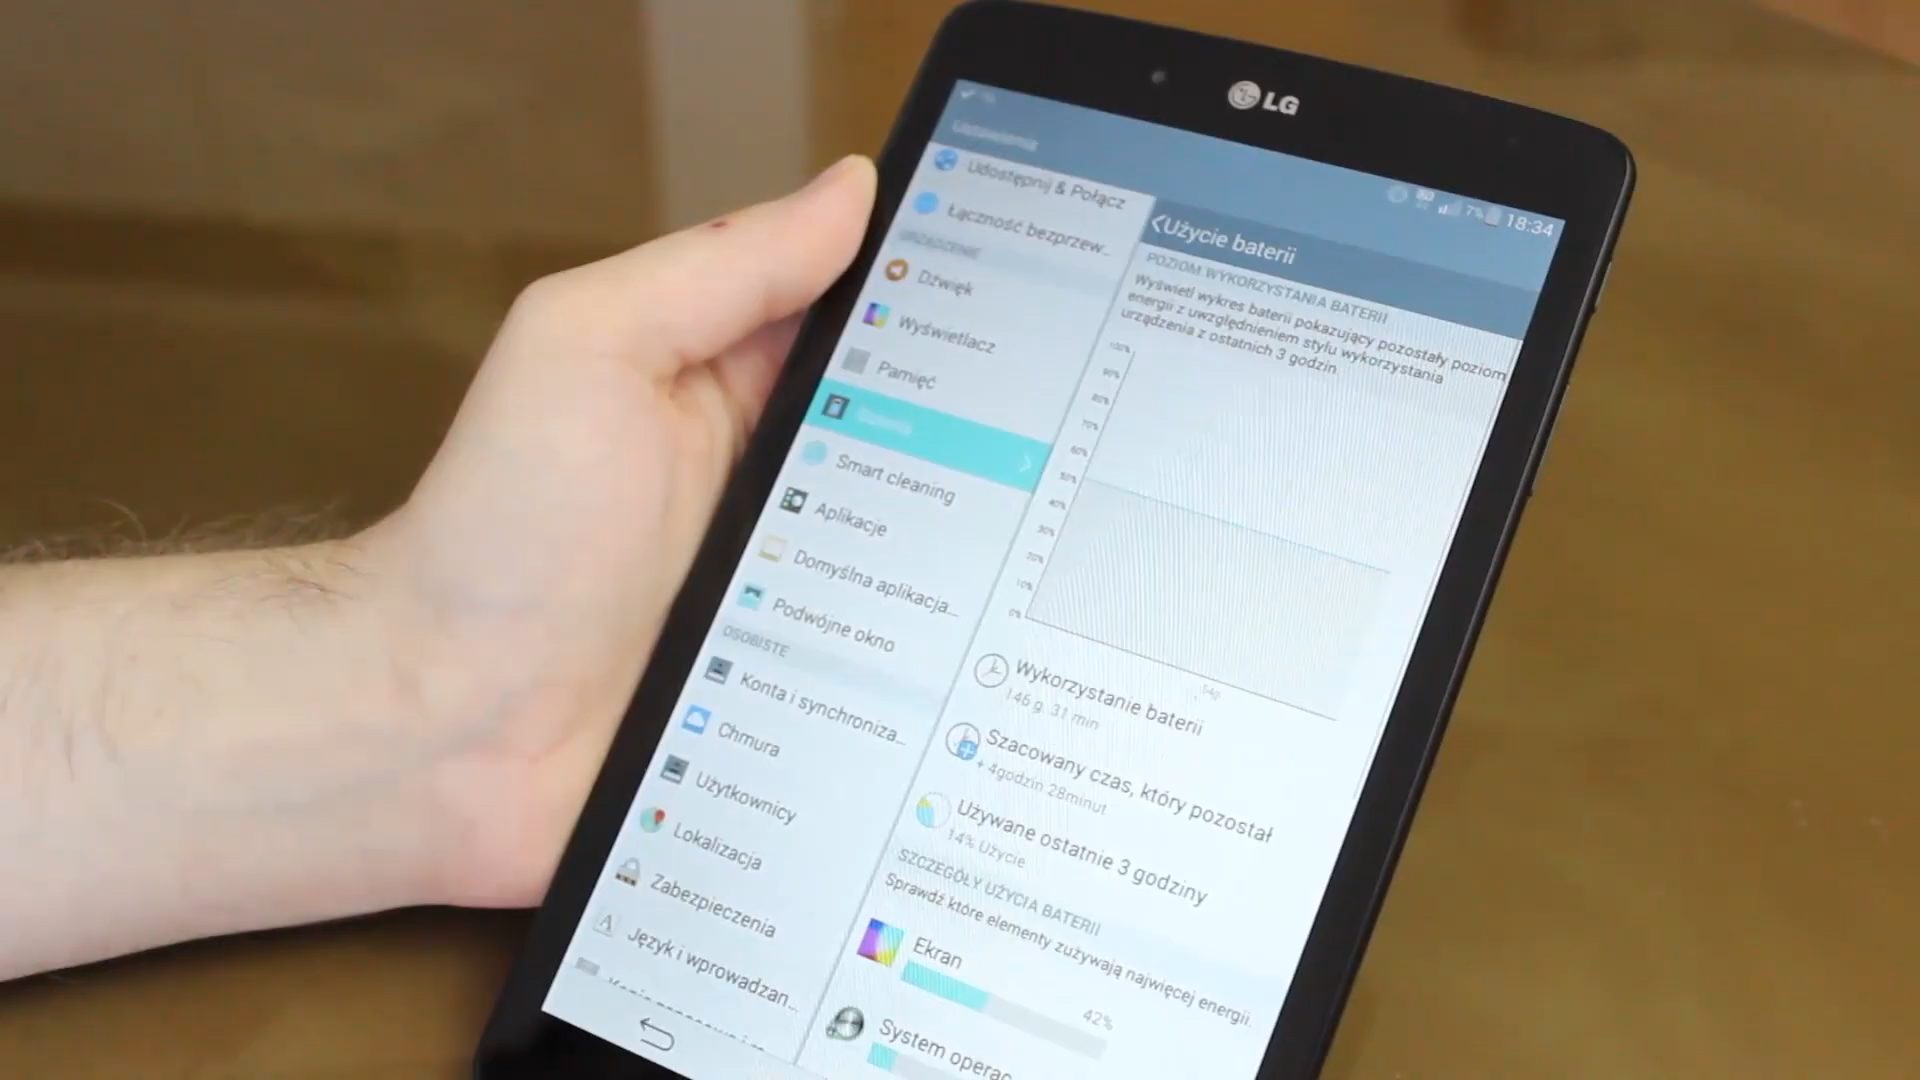 LG
7%
18:34
Ustawienia
Udostępnij & Połącz
Łączność bezprzew...
URZĄDZENIE
Dźwięk
Wyświetlacz
Pamięć
Smart cleaning
Aplikacje
Domyślna aplikacja...
Podwójne okno
OSOBISTE
Konta i synchroniza...
Chmura
Użytkownicy
Lokalizacja
Zabezpieczenia
Język i wprowadzan...
Użycie baterii
POZIOM WYKORZYSTANIA BATERII
Wyświetl wykres baterii pokazujący pozostały poziom
energii z uwzględnieniem stylu wykorzystania
urządzenia z ostatnich 3 godzin
100%
90%
80%
70%
60%
50%
40%
30%
20%
10%
0%
Wykorzystanie baterii
146 g. 31 min
Szacowany czas, który pozostał
+ 4godzin 28minut
Używane ostatnie 3 godziny
14% Użycie
SZCZEGÓŁY UŻYCIA BATERII
Sprawdź które elementy zużywają najwięcej energii.
Ekran
42%
System operac